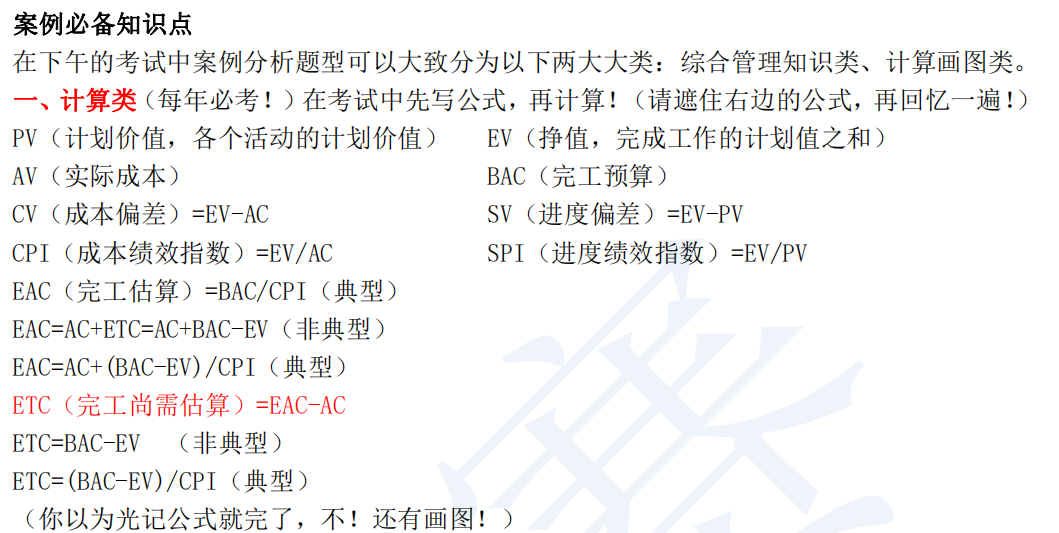 案例必备知识点
在下午的考试中案例分析题型可以大致分为以下两大大类：综合管理知识类、计算画图类。
一、计算类（每年必考！）在考试中先写公式，再计算！（请遮住右边的公式，再回忆一遍！）
PV（计划价值，各个活动的计划价值） EV（挣值，完成工作的计划值之和）
AV（实际成本） BAC（完工预算）
CV（成本偏差）=EV-AC SV（进度偏差）=EV-PV
CPI（成本绩效指数）=EV/AC SPI（进度绩效指数）=EV/PV
EAC（完工估算）=BAC/CPI（典型）
EAC=AC+ETC=AC+BAC-EV（非典型）
EAC=AC+(BAC-EV)/CPI（典型）
ETC（完工尚需估算）=EAC-AC
ETC=BAC-EV （非典型）
ETC=(BAC-EV)/CPI（典型）
（你以为光记公式就完了，不！还有画图！）